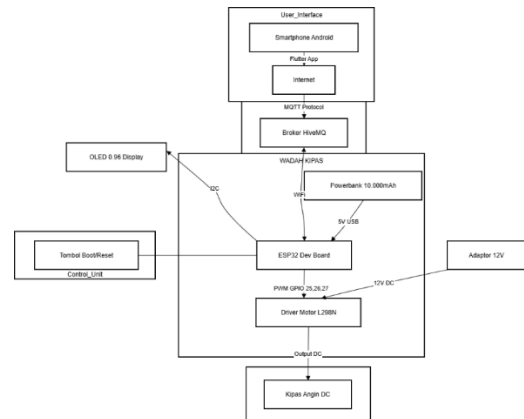 User_Interface
Smartphone Android
Flutter App
Internet
MQTT Protocol
Broker HiveMQ
WADAH KIPAS
OLED 0.96 Display
Powerbank 10.000mAh
I2C
WiFi
5V USB
Tombol Boot/Reset
Control_Unit
ESP32 Dev Board
Adaptor 12V
PWM GPIO 25,26,27
12V DC
Driver Motor L298N
Output DC
Kipas Angin DC